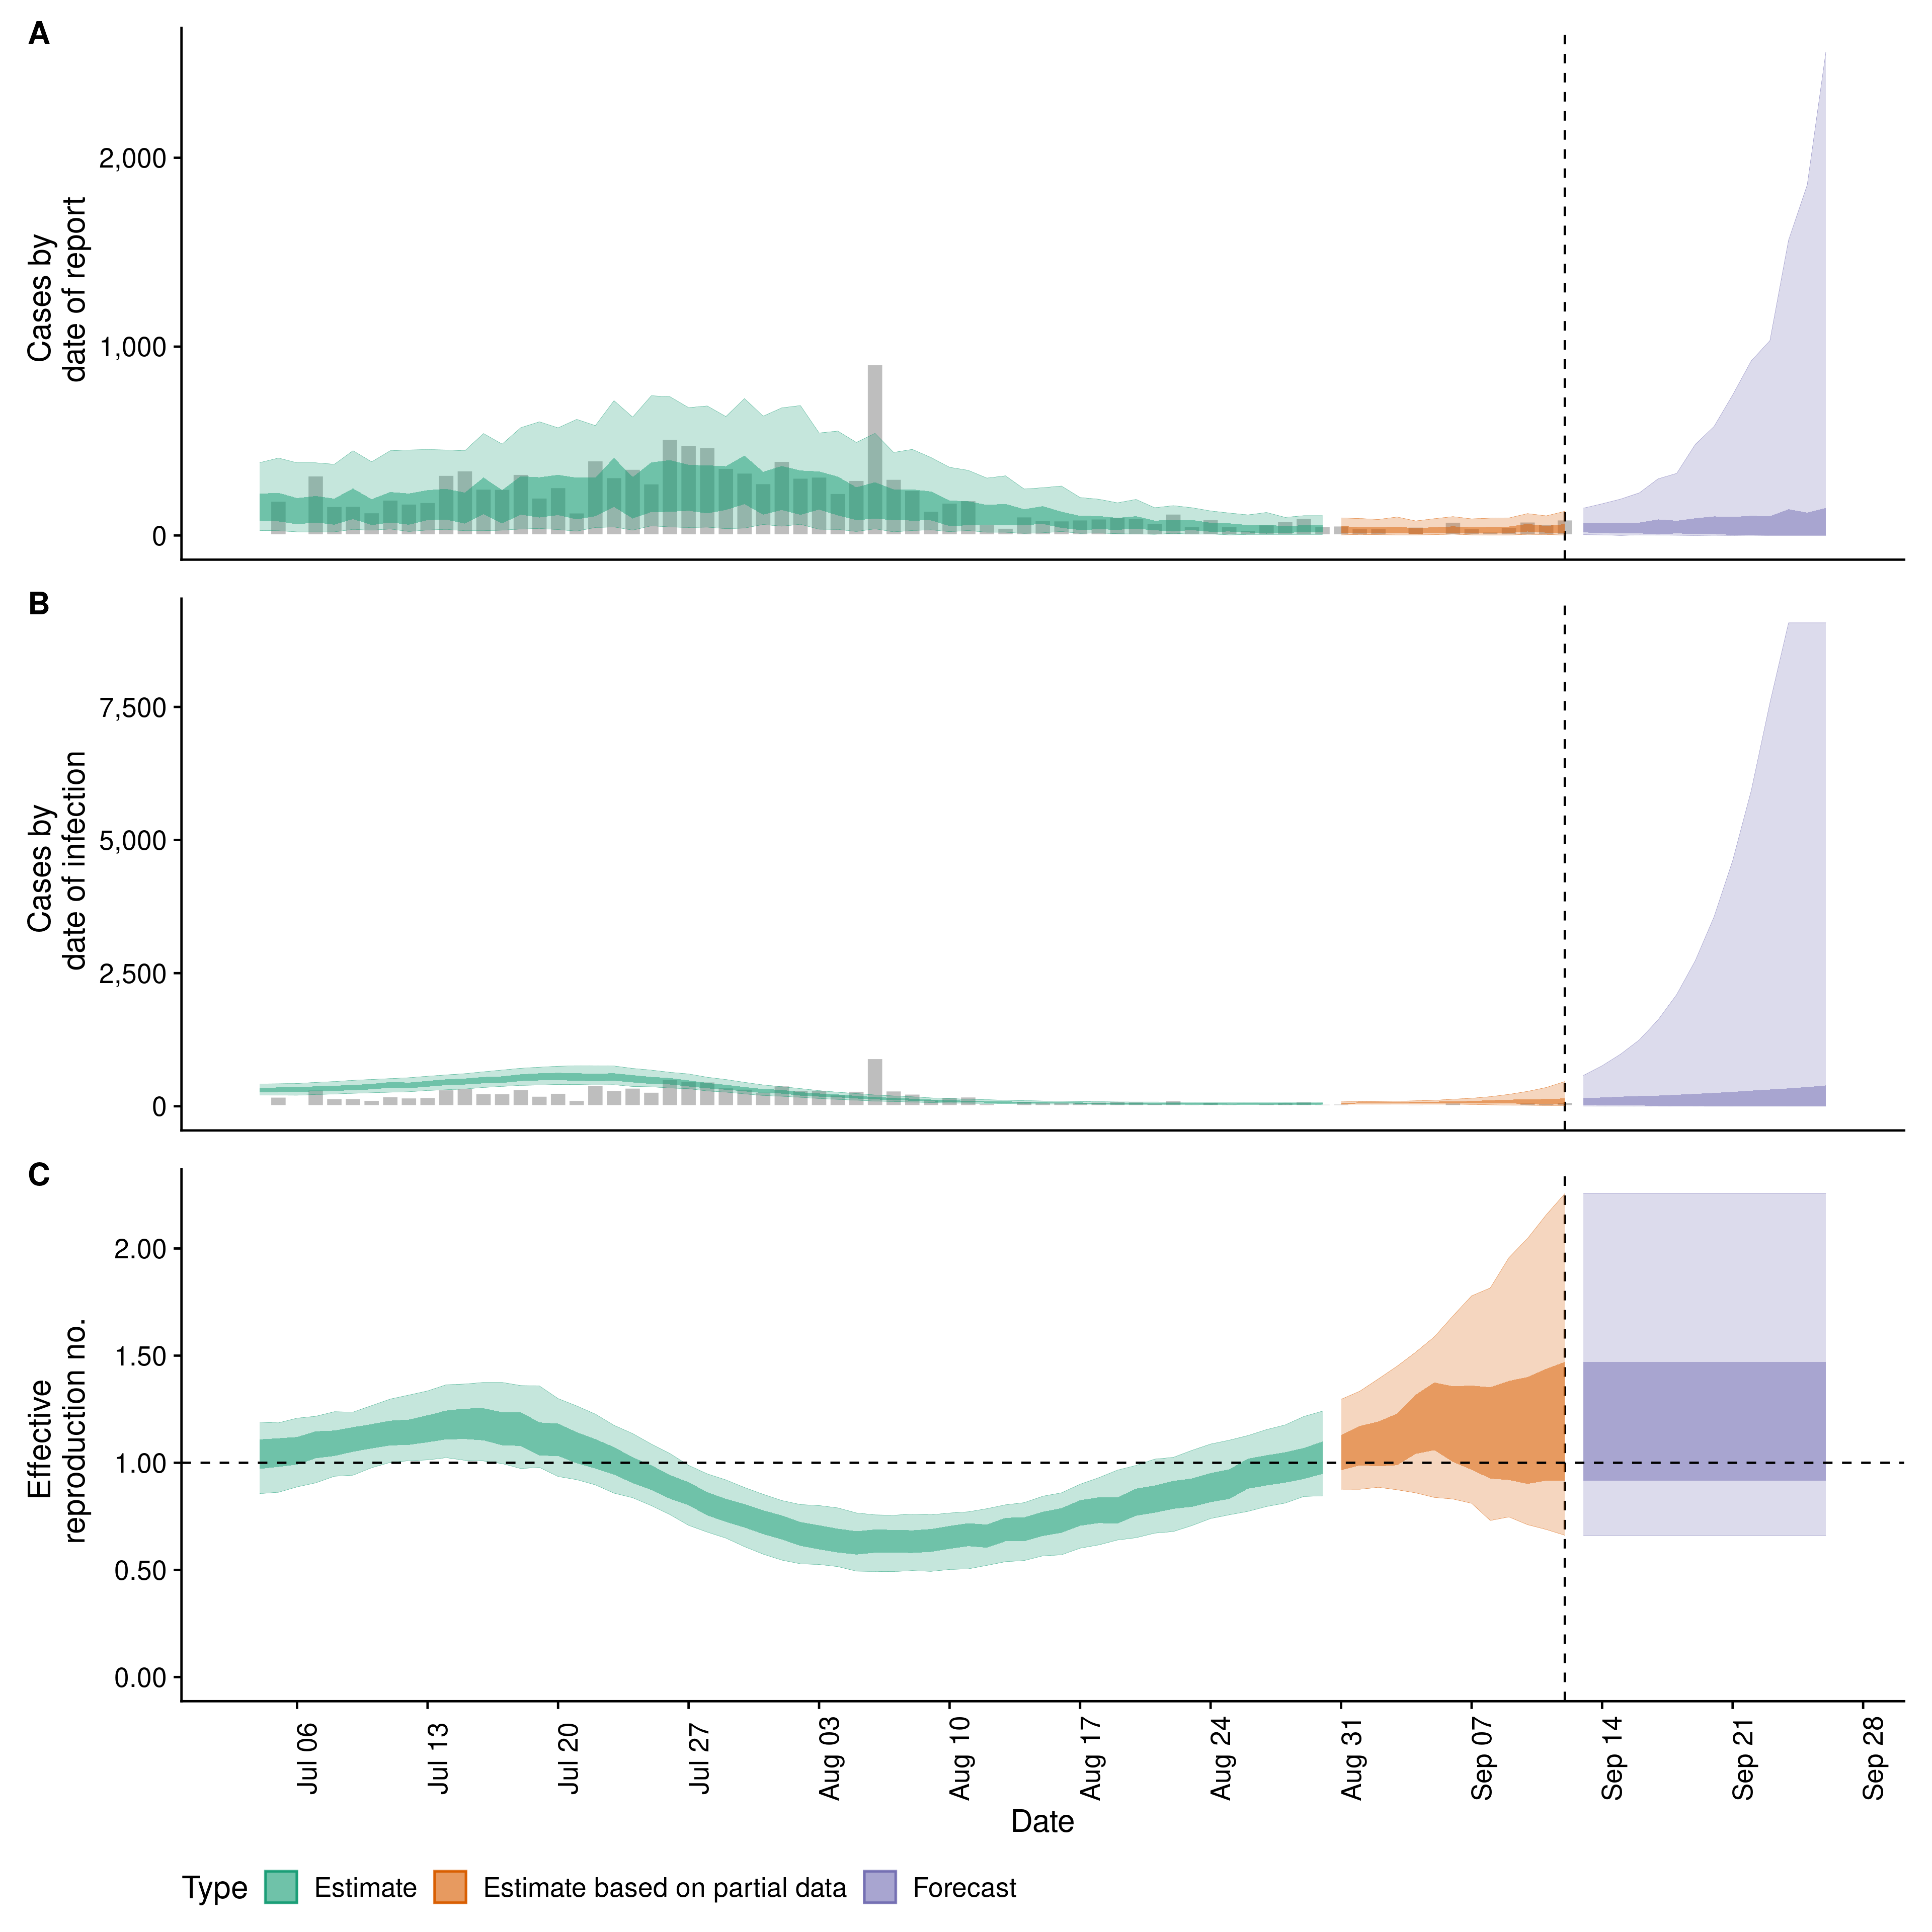 A
2,000
1,000
0
Cases by
date of report
B
7,500
5,000
2,500
0
Cases by
date of infection
C
2.00
1.50
1.00
0.50
0.00
Effective
reproduction no.
Jul 06
Jul 13
Jul 20
Jul 27
Aug 03
Aug 10
Aug 17
Aug 24
Aug 31
Sep 07
Sep 14
Sep 21
Sep 28
Date
Type Estimate Estimate based on partial data Forecast